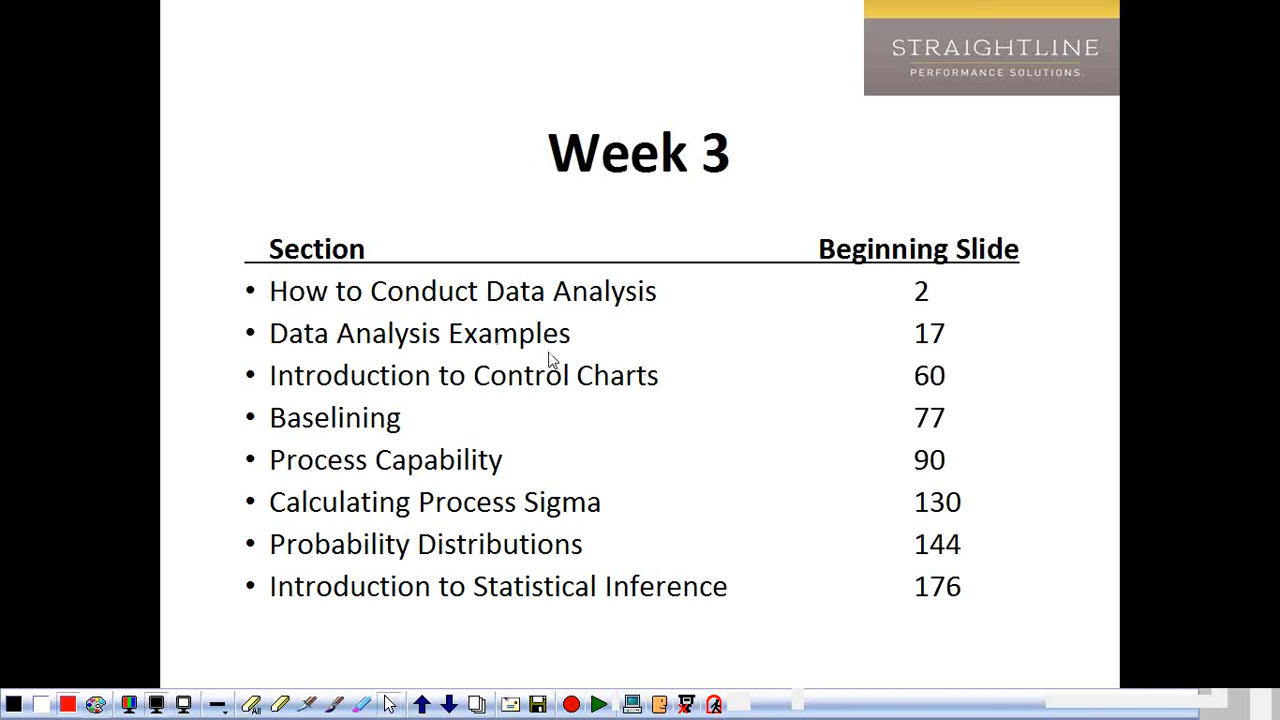 STRAIGHTLINE
PERFORMANCE SOLUTIONS.
Week 3
Section Beginning Slide
• How to Conduct Data Analysis 2
• Data Analysis Examples 17
• Introduction to Control Charts 60
• Baselining 77
• Process Capability 90
• Calculating Process Sigma 130
• Probability Distributions 144
• Introduction to Statistical Inference 176
All